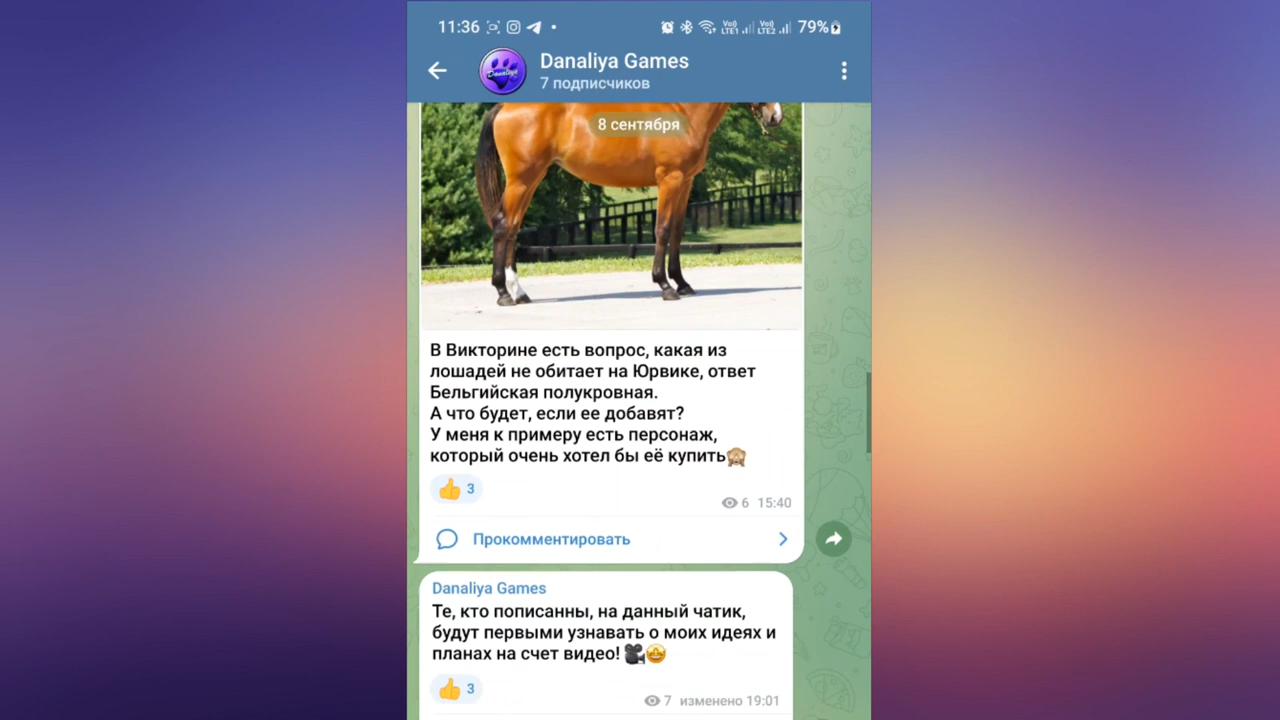 11:36
Vo) LTE1 Vo) LTE2 79%
Danaliya Games
7 подписчиков
8 сентября
В Викторине есть вопрос, какая из
лошадей не обитает на Юрвике, ответ
Бельгийская полукровная.
А что будет, если ее добавят?
У меня к примеру есть персонаж,
который очень хотел бы её купить🙈
👍 3
6 15:40
Прокомментировать
Danaliya Games
Те, кто пописанны, на данный чатик,
будут первыми узнавать о моих идеях и
планах на счет видео! 🎥🤩
👍 3
7 изменено 19:01